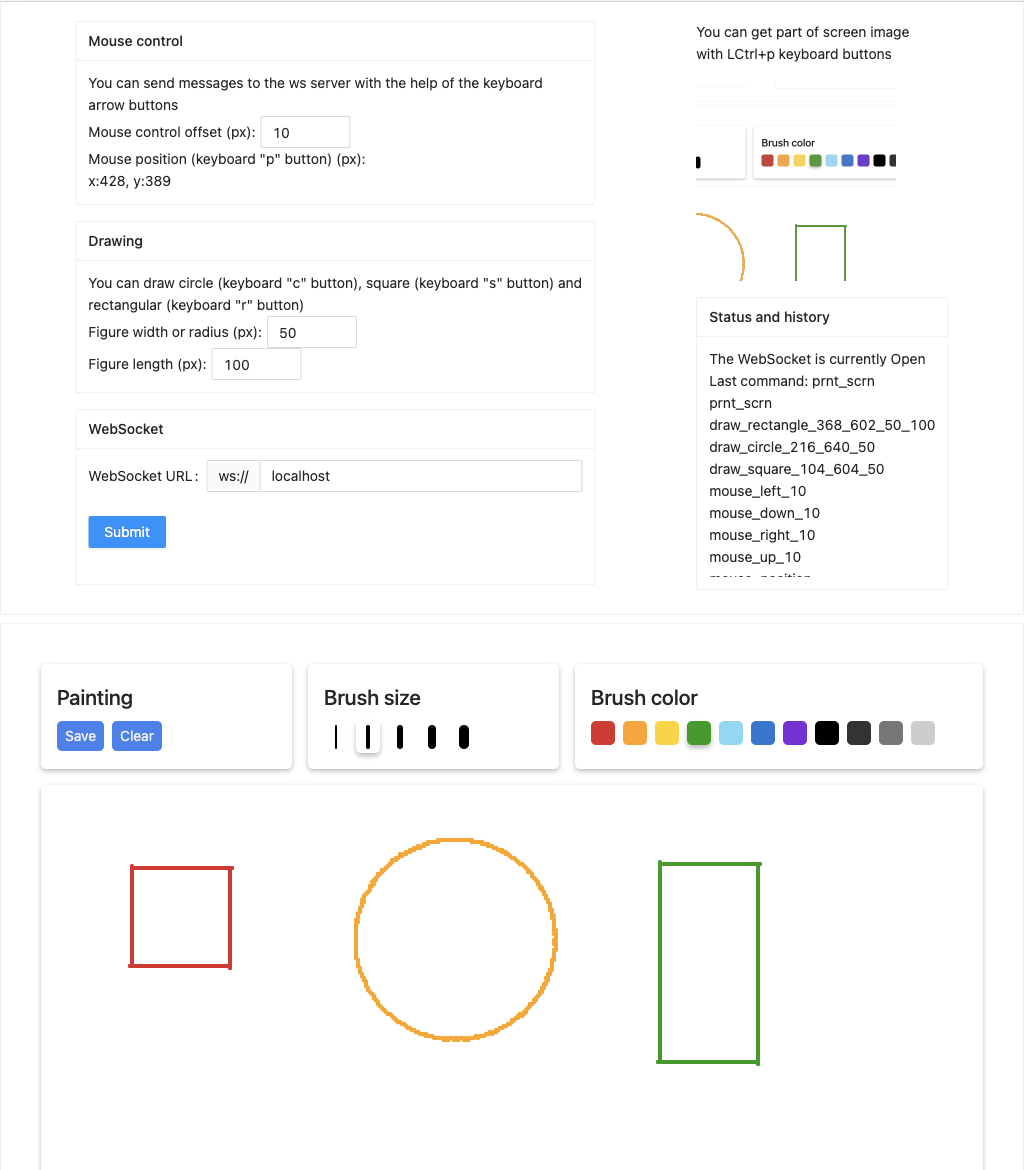 Mouse control
You can send messages to the ws server with the help of the keyboard
arrow buttons
Mouse control offset (px): 10
Mouse position (keyboard "p" button) (px):
x:428, y:389
Drawing
You can draw circle (keyboard "c" button), square (keyboard "s" button) and
rectangular (keyboard "r" button)
Figure width or radius (px): 50
Figure length (px): 100
WebSocket
WebSocket URL: ws:// localhost
Submit
You can get part of screen image
with LCtrl+p keyboard buttons
Brush color
Status and history
The WebSocket is currently Open
Last command: prnt_scrn
prnt_scrn
draw_rectangle_368_602_50_100
draw_circle_216_640_50
draw_square_104_604_50
mouse_left_10
mouse_down_10
mouse_right_10
mouse_up_10
Painting
Save Clear
Brush size
Brush color